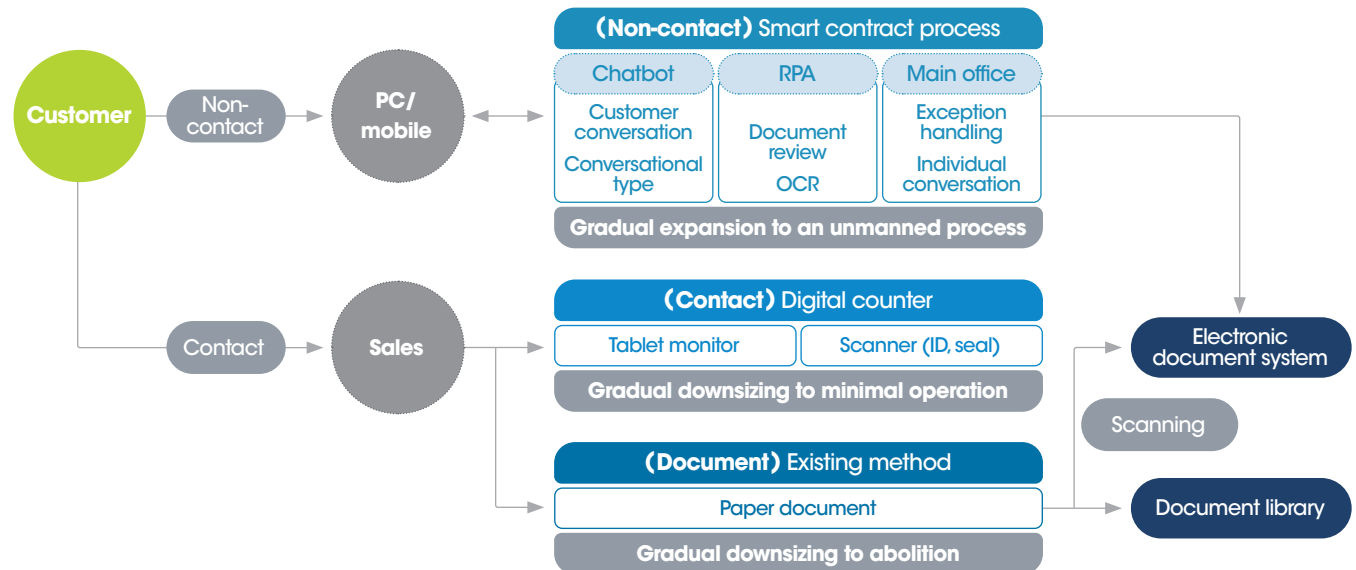 (Non-contact) Smart contract process
Chatbot
RPA
Main office
Customer
Non-
contact
PC/
mobile
Customer
conversation
Conversational
type
Document
review
OCR
Exception
handling
Individual
conversation
Gradual expansion to an unmanned process
(Contact) Digital counter
Contact
Sales
Tablet monitor
Scanner (ID, seal)
Gradual downsizing to minimal operation
Electronic
document system
Scanning
(Document) Existing method
Paper document
Document library
Gradual downsizing to abolition